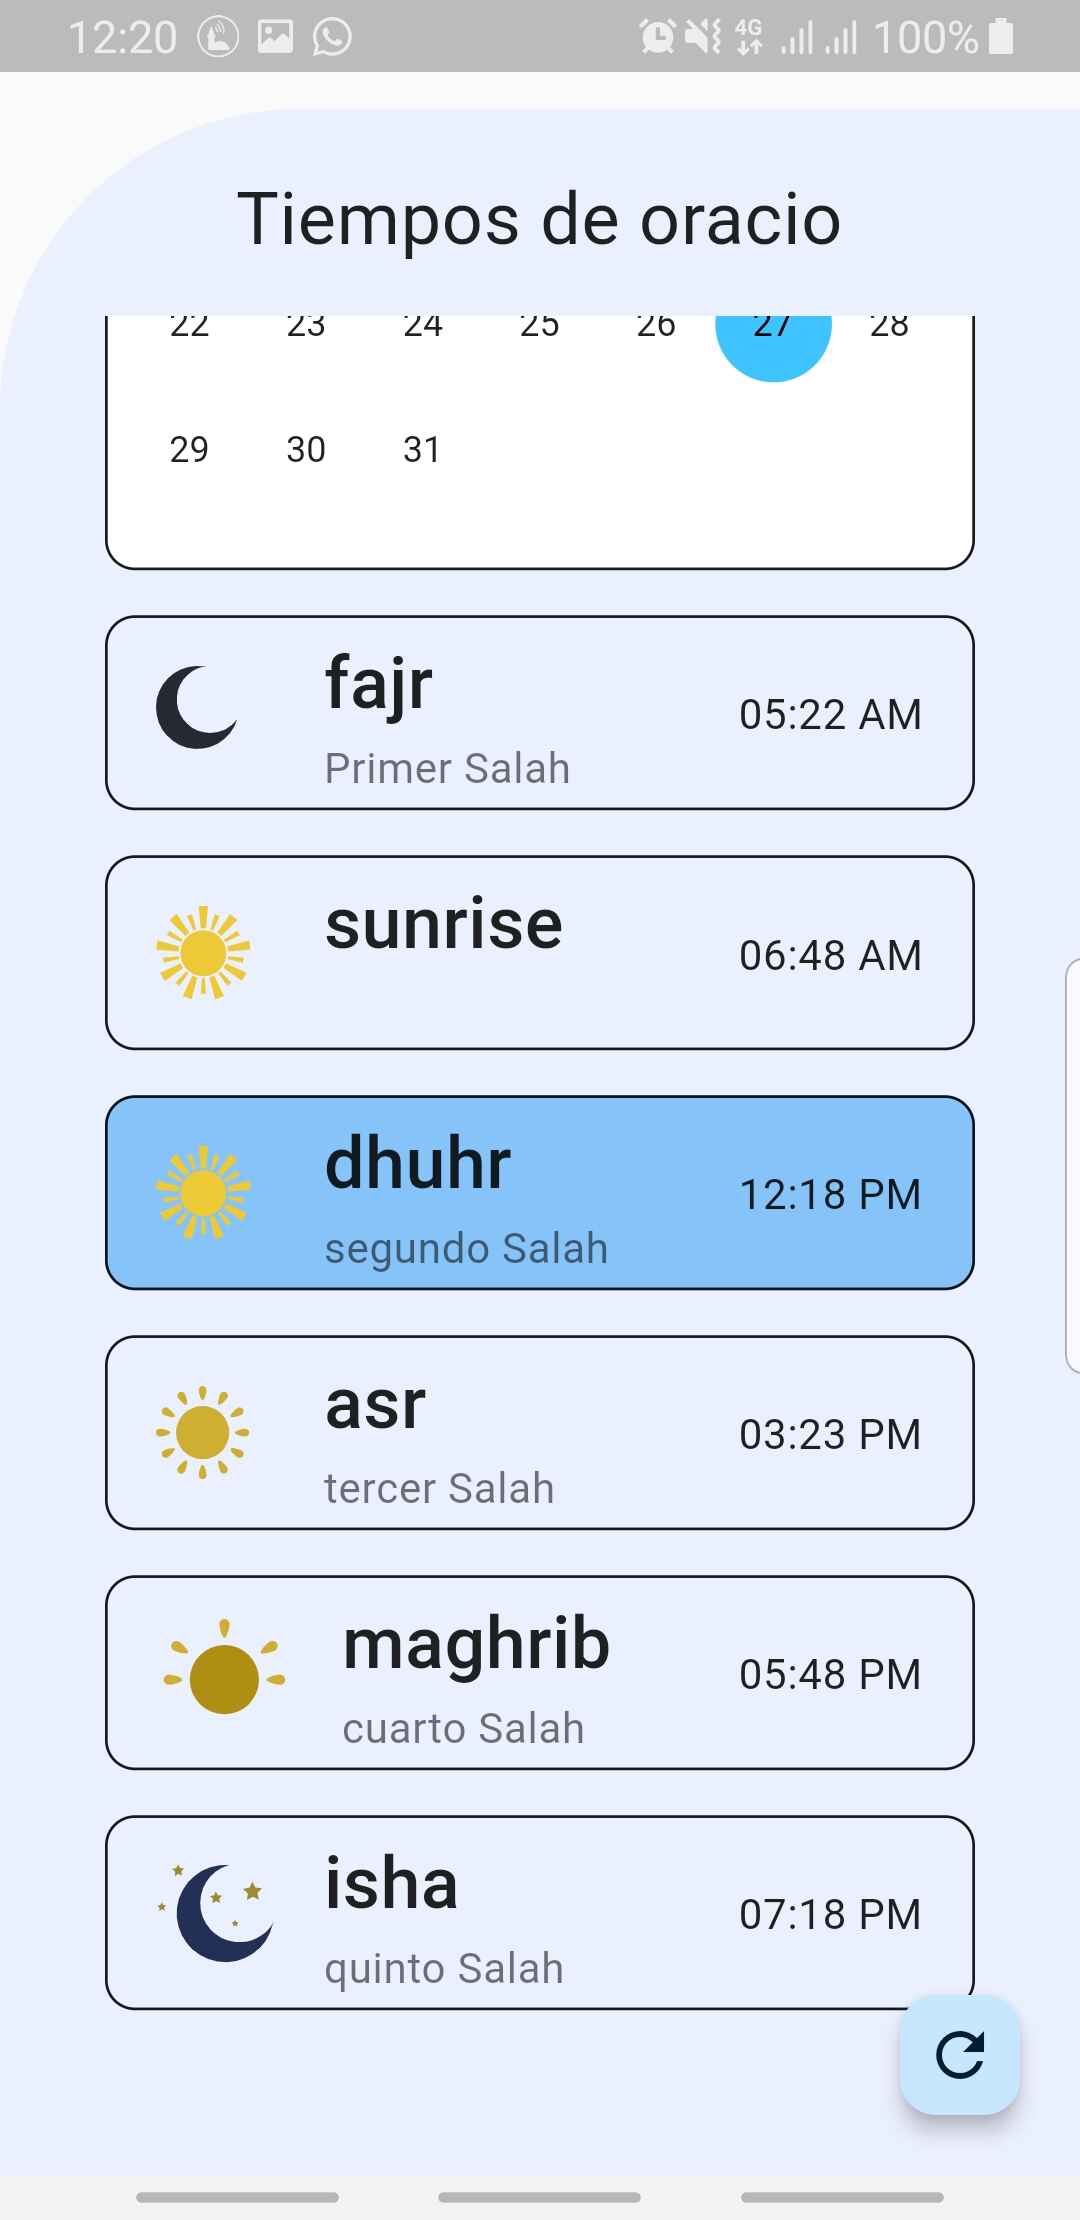 12:20 4G 100%
Tiempos de oracio
22 23 24 25 26 27 28
29 30 31
fajr
Primer Salah
05:22 AM
sunrise
06:48 AM
dhuhr
segundo Salah
12:18 PM
asr
tercer Salah
03:23 PM
maghrib
cuarto Salah
05:48 PM
isha
quinto Salah
07:18 PM